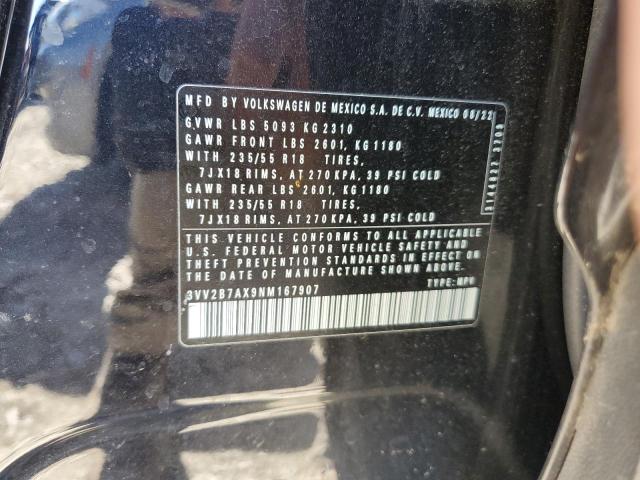 MFD BY VOLKSWAGEN DE MEXICO S.A. DE C.V. MEXICO 08/22
GVWR LBS 5093 KG 2310
GAWR FRONT LBS 2601, KG 1180
WITH 235/55 R18 TIRES,
7JX18 RIMS, AT 270 KPA, 39 PSI COLD
GAWR REAR LBS 2601, KG 1180
WITH 235/55 R18 TIRES,
7JX18 RIMS, AT 270 KPA, 39 PSI COLD
THIS VEHICLE CONFORMS TO ALL APPLICABLE
U.S. FEDERAL MOTOR VEHICLE SAFETY AND
THEFT PREVENTION STANDARDS IN EFFECT ON
THE DATE OF MANUFACTURE SHOWN ABOVE.
3VV2B7AX9NM167907 TYPE: MPV